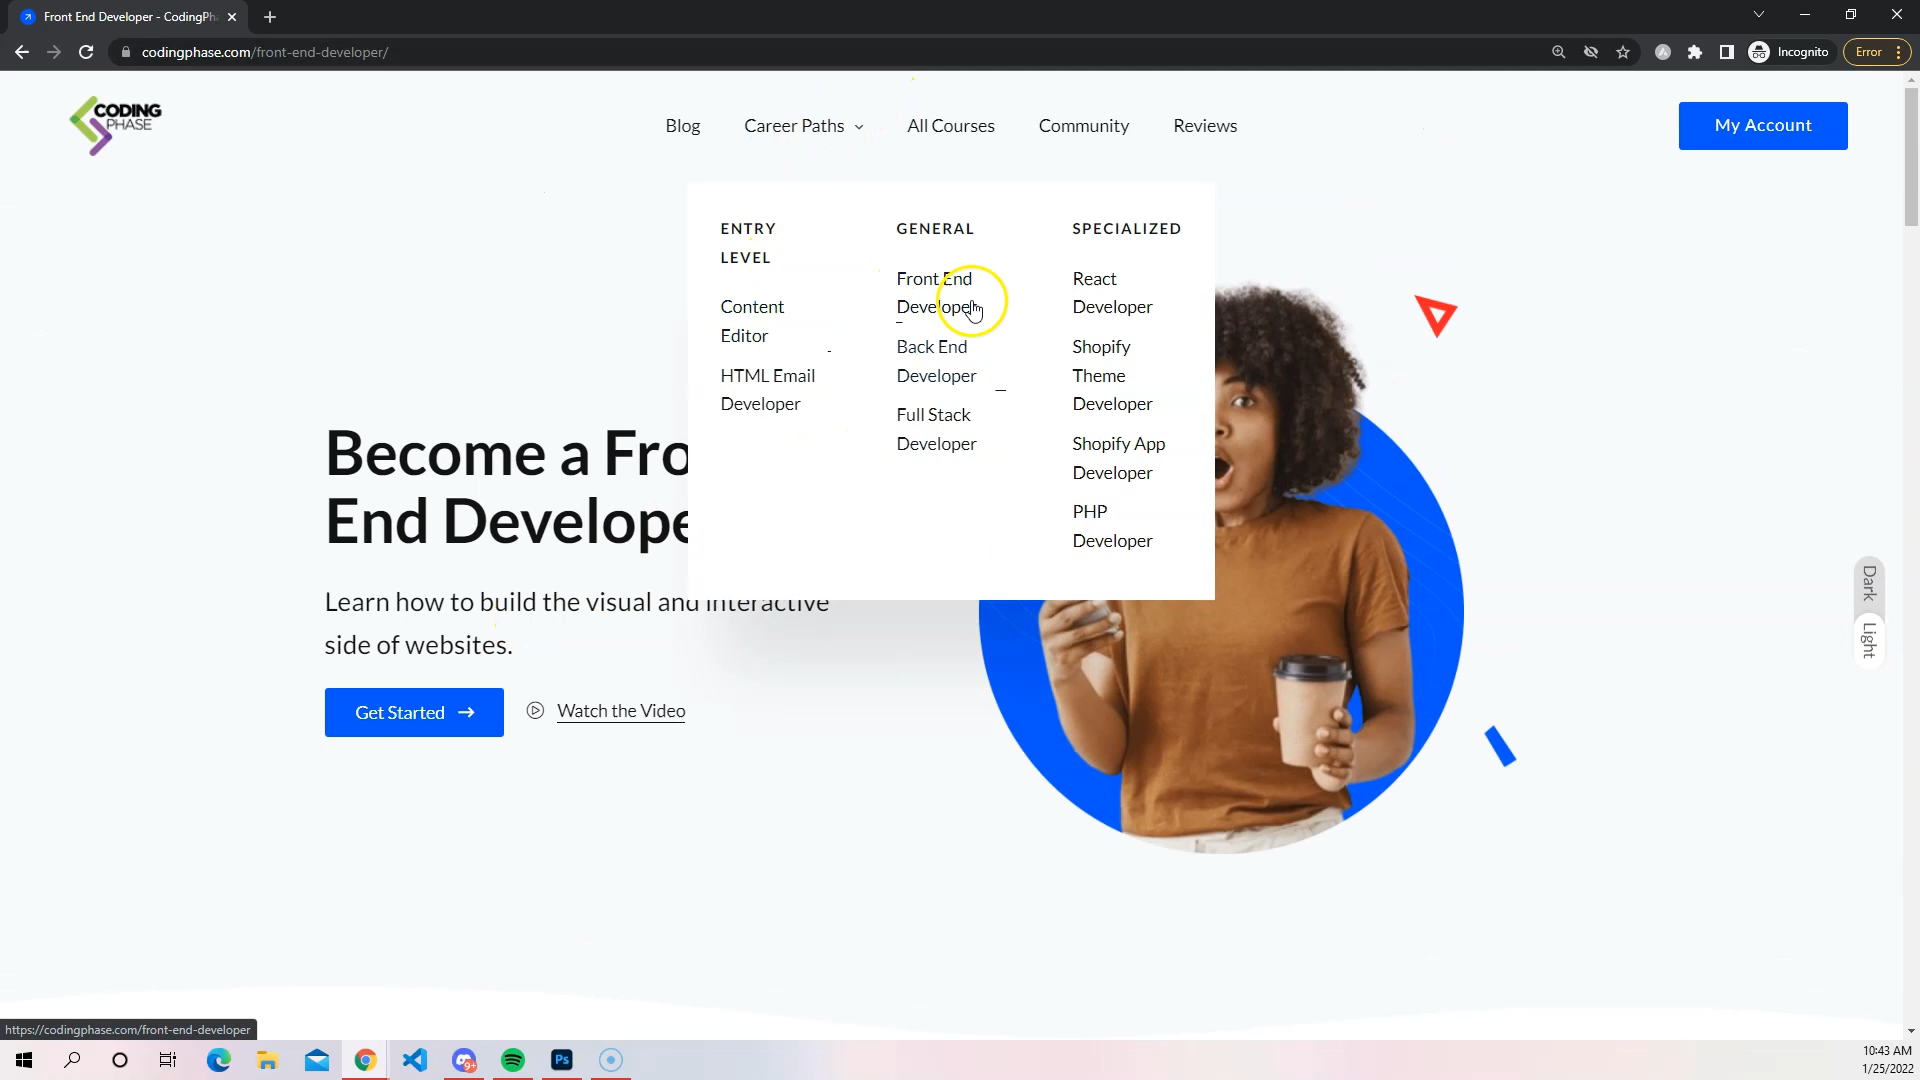 Front End Developer - CodingPh
codingphase.com/front-end-developer/
Incognito
Error
CODING
PHASE
Blog
Career Paths
All Courses
Community
Reviews
My Account
ENTRY
LEVEL
Content
Editor
HTML Email
Developer
GENERAL
Front End
Developer
Back End
Developer
Full Stack
Developer
SPECIALIZED
React
Developer
Shopify
Theme
Developer
Shopify App
Developer
PHP
Developer
Become a Fro
End Develope
Learn how to build the visual and interactive
side of websites.
Get Started
Watch the Video
Dark
Light
https://codingphase.com/front-end-developer
9+
Ps
10:43 AM
1/25/2022